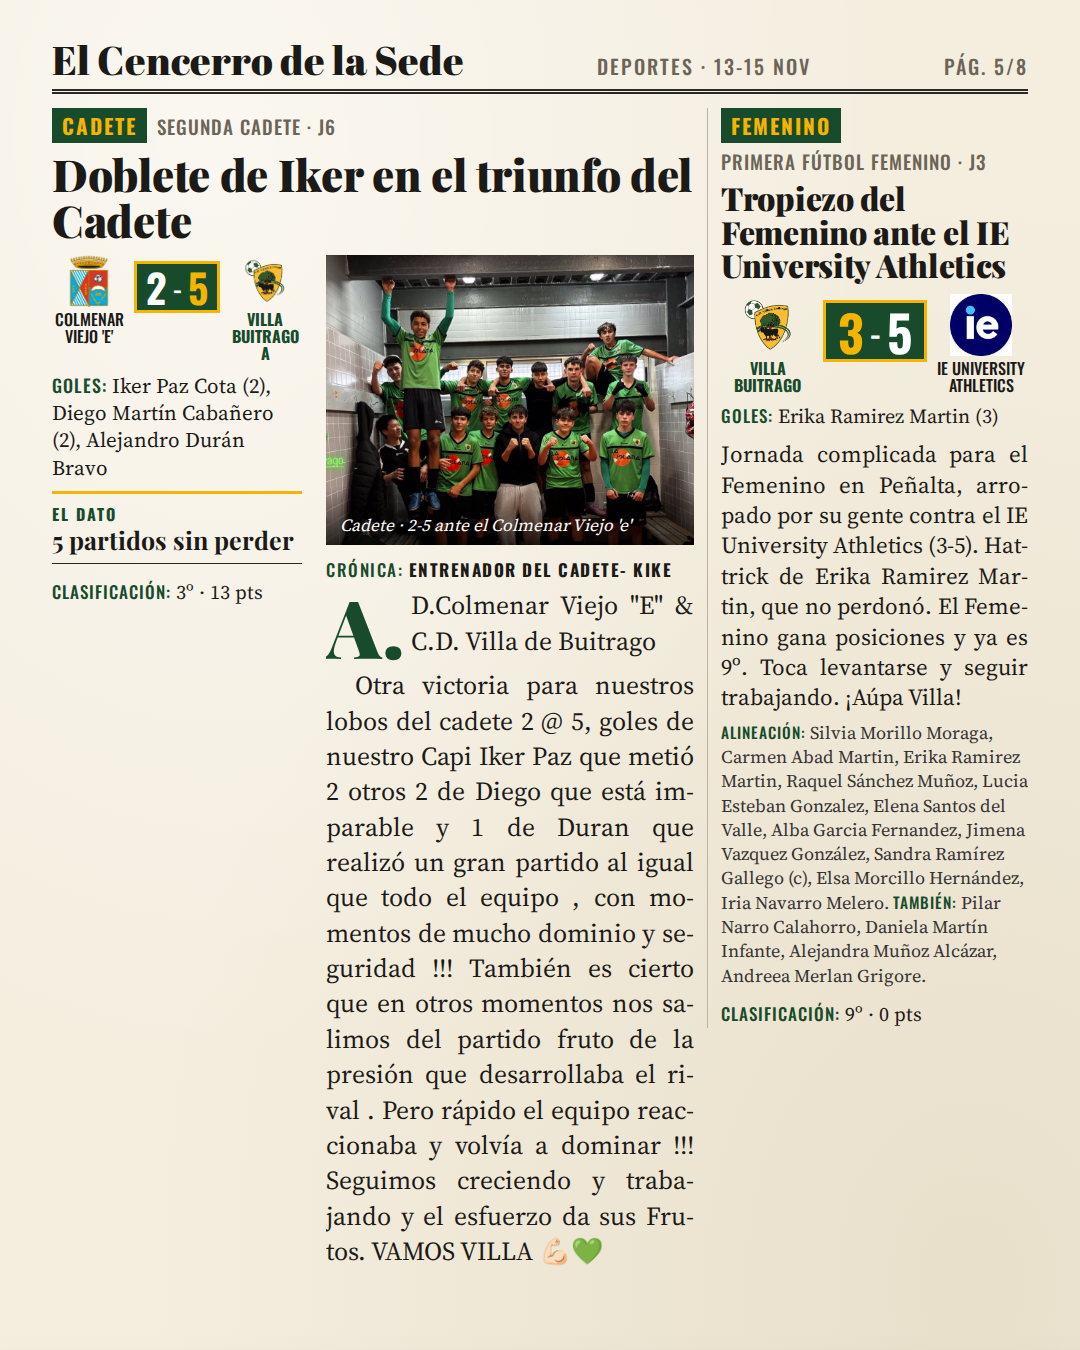 El Cencerro de la Sede
DEPORTES · 13-15 NOV
PÁG. 5/8
CADETE
SEGUNDA CADETE · J6
Doblete de Iker en el triunfo del
Cadete
COLMENAR
VIEJO 'E'
2 - 5
VILLA
BUITRAGO
A
GOLES: Iker Paz Cota (2),
Diego Martín Cabañero
(2), Alejandro Durán
Bravo
EL DATO
5 partidos sin perder
CLASIFICACIÓN: 3º · 13 pts
Cadete · 2-5 ante el Colmenar Viejo 'e'
CRÓNICA: ENTRENADOR DEL CADETE- KIKE
A.
D.Colmenar Viejo "E" &
C.D. Villa de Buitrago
Otra victoria para nuestros
lobos del cadete 2 @ 5, goles de
nuestro Capi Iker Paz que metió
2 otros 2 de Diego que está im-
parable y 1 de Duran que
realizó un gran partido al igual
que todo el equipo , con mo-
mentos de mucho dominio y se-
guridad !!! También es cierto
que en otros momentos nos sa-
limos del partido fruto de la
presión que desarrollaba el ri-
val . Pero rápido el equipo reac-
cionaba y volvía a dominar !!!
Seguimos creciendo y traba-
jando y el esfuerzo da sus Fru-
tos. VAMOS VILLA 💪🏻💚
FEMENINO
PRIMERA FÚTBOL FEMENINO · J3
Tropiezo del
Femenino ante el IE
University Athletics
VILLA
BUITRAGO
3 - 5
ie
IE UNIVERSITY
ATHLETICS
GOLES: Erika Ramirez Martin (3)
Jornada complicada para el
Femenino en Peñalta, arro-
pado por su gente contra el IE
University Athletics (3-5). Hat-
trick de Erika Ramirez Mar-
tin, que no perdonó. El Feme-
nino gana posiciones y ya es
9º. Toca levantarse y seguir
trabajando. ¡Aúpa Villa!
ALINEACIÓN: Silvia Morillo Moraga,
Carmen Abad Martin, Erika Ramirez
Martin, Raquel Sánchez Muñoz, Lucia
Esteban Gonzalez, Elena Santos del
Valle, Alba Garcia Fernandez, Jimena
Vazquez González, Sandra Ramírez
Gallego (c), Elsa Morcillo Hernández,
Iria Navarro Melero. TAMBIÉN: Pilar
Narro Calahorro, Daniela Martín
Infante, Alejandra Muñoz Alcázar,
Andreea Merlan Grigore.
CLASIFICACIÓN: 9º · 0 pts